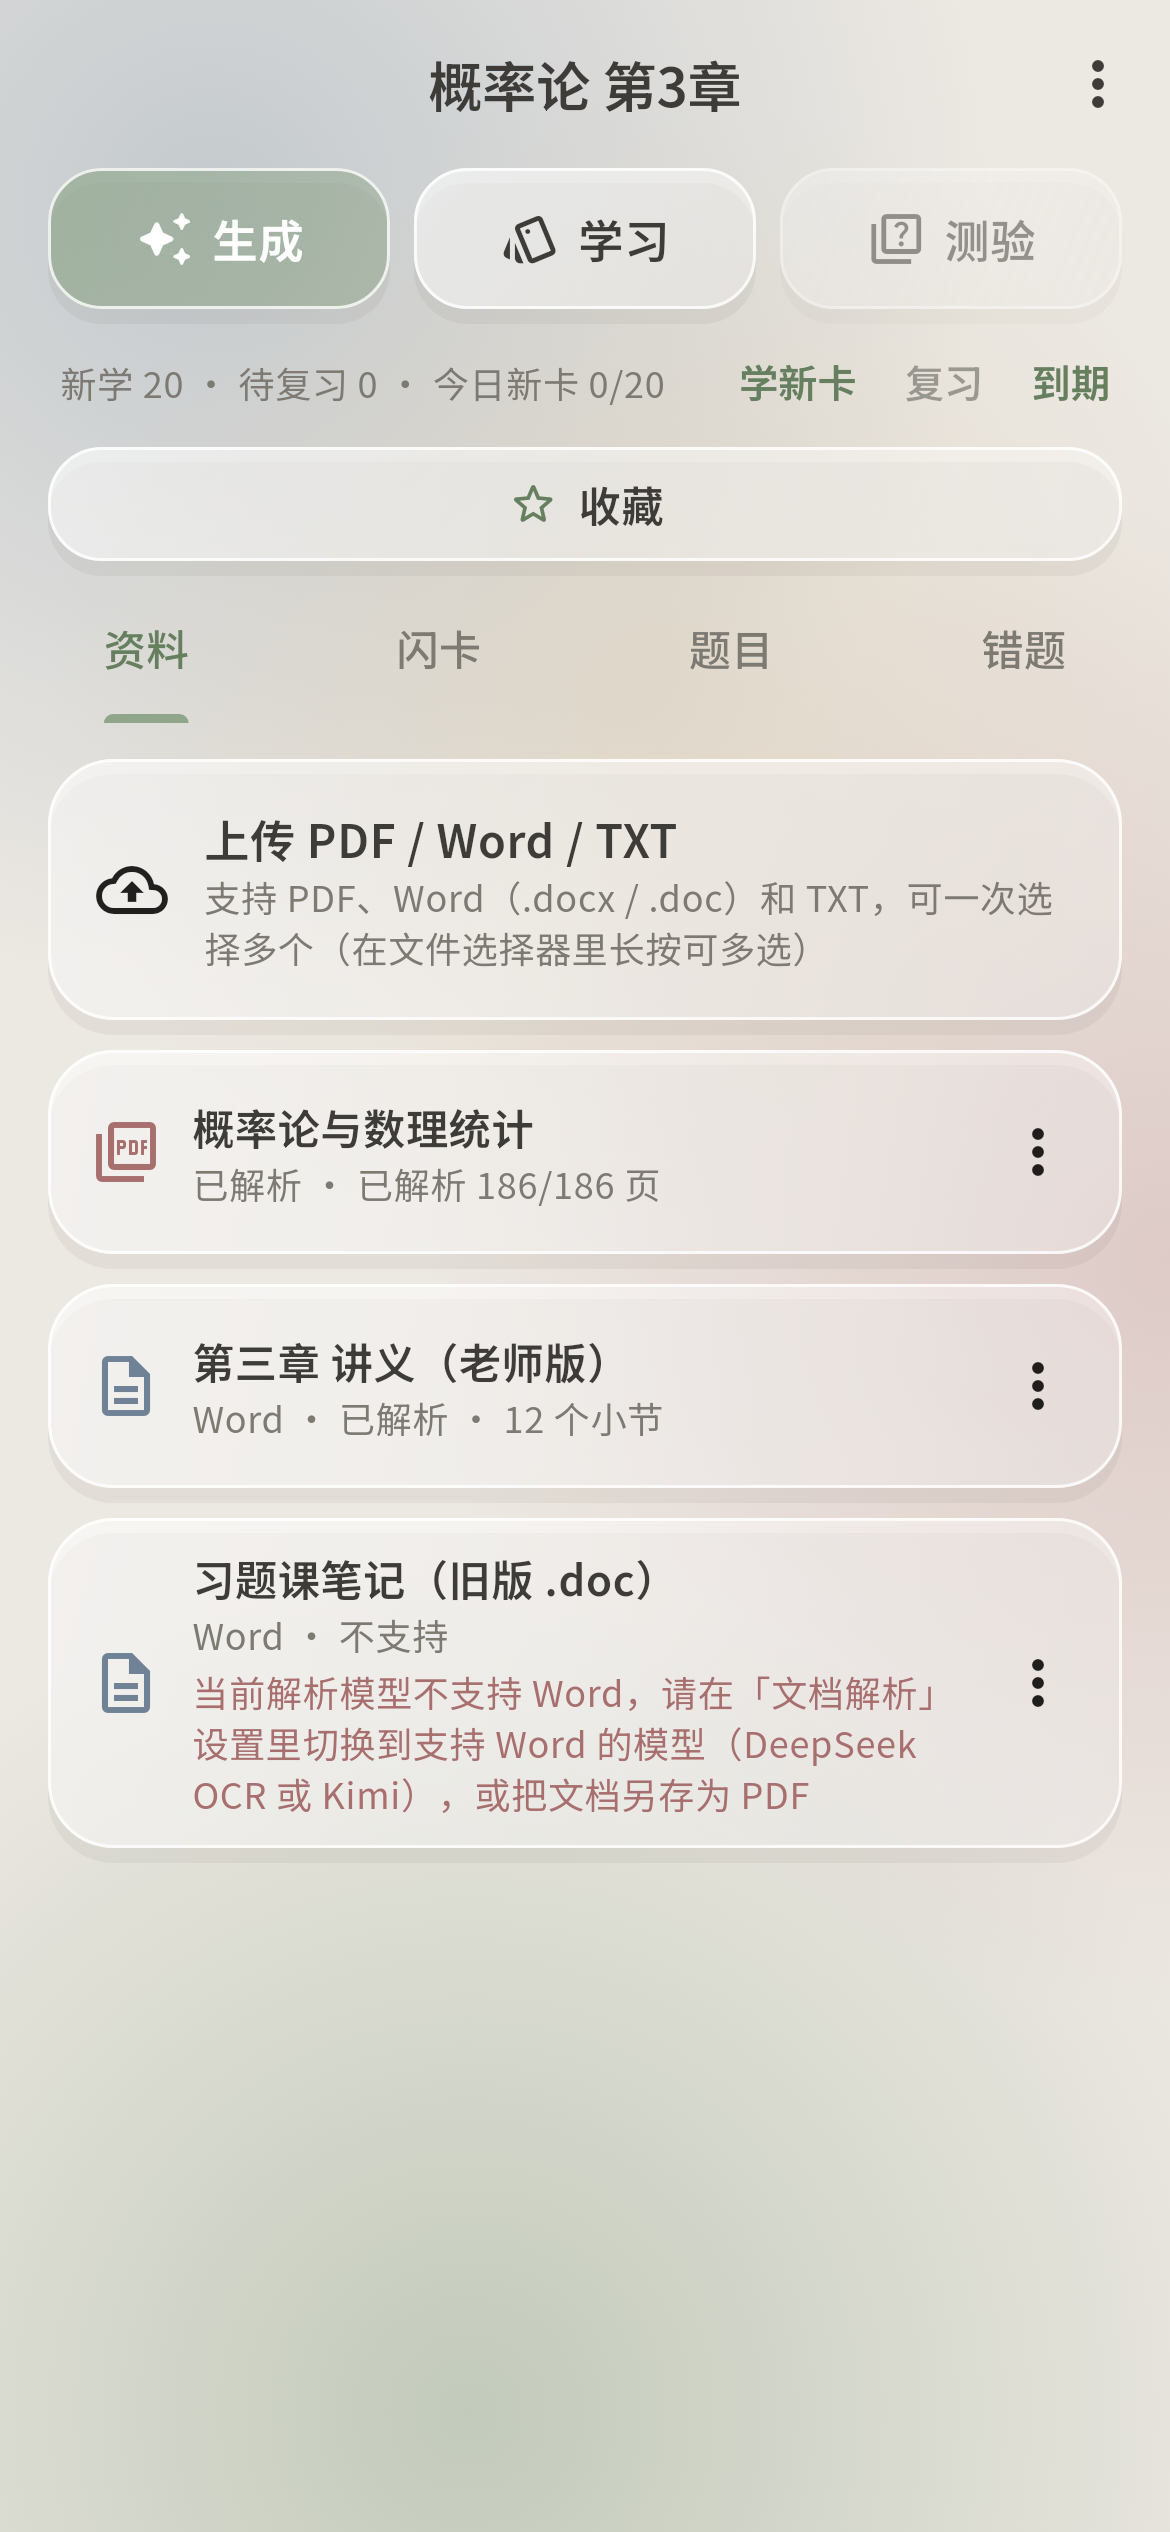 概率论 第3章
生成
学习
测验
新学 20 · 待复习 0 · 今日新卡 0/20
学新卡
复习
到期
收藏
资料
闪卡
题目
错题
上传 PDF / Word / TXT
支持 PDF、Word（.docx / .doc）和 TXT，可一次选
择多个（在文件选择器里长按可多选）
PDF
概率论与数理统计
已解析 · 已解析 186/186 页
第三章 讲义（老师版）
Word · 已解析 · 12 个小节
习题课笔记（旧版 .doc）
Word · 不支持
当前解析模型不支持 Word，请在「文档解析」
设置里切换到支持 Word 的模型（DeepSeek
OCR 或 Kimi），或把文档另存为 PDF